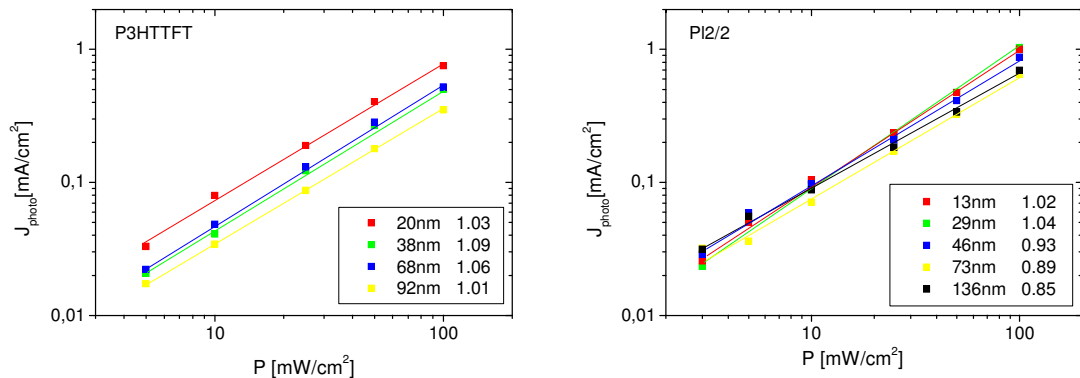 P3HTTFT
1
0,1
0,01
10
100
J_photo[mA/cm²]
P [mW/cm²]
20nm 1.03
38nm 1.09
68nm 1.06
92nm 1.01
PI2/2
1
0,1
0,01
10
100
J_photo[mA/cm²]
P [mW/cm²]
13nm 1.02
29nm 1.04
46nm 0.93
73nm 0.89
136nm 0.85